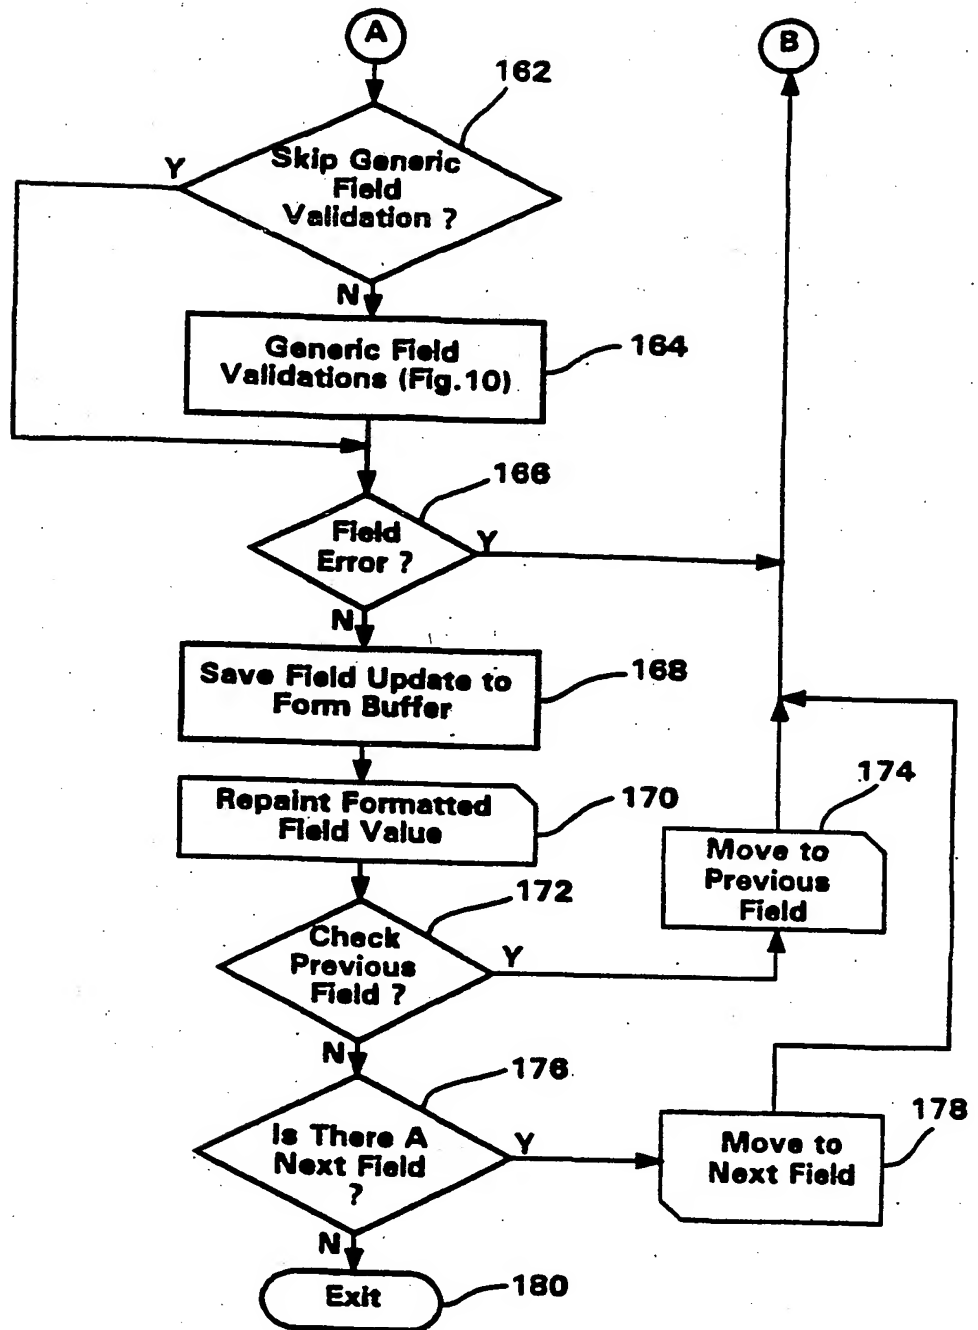 A
B
162
Y
Skip Generic
Field
Validation ?
N
Generic Field
Validations (Fig.10)
164
166
Field
Error ?
Y
N
Save Field Update to
Form Buffer
168
Repaint Formatted
Field Value
170
174
Move to
Previous
Field
172
Check
Previous
Field ?
Y
N
176
Is There A
Next Field
?
Y
178
Move to
Next Field
N
Exit
180